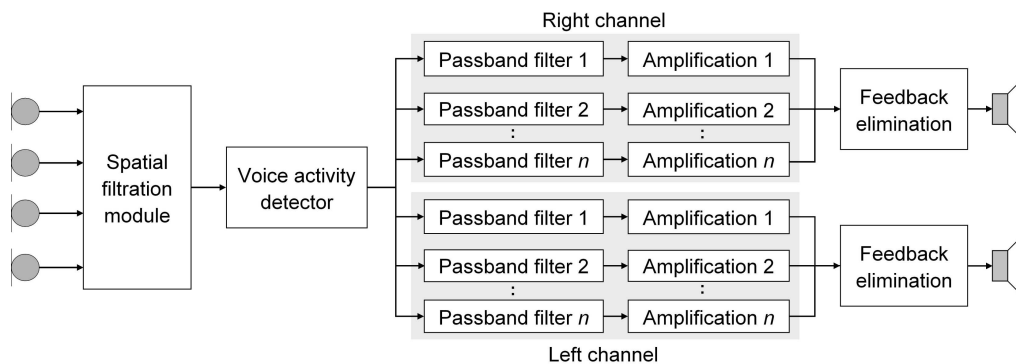 Right channel
Passband filter 1
Amplification 1
Passband filter 2
Amplification 2
:
:
Passband filter n
Amplification n
Spatial
filtration
module
Voice activity
detector
Feedback
elimination
Passband filter 1
Amplification 1
Passband filter 2
Amplification 2
:
:
Passband filter n
Amplification n
Feedback
elimination
Left channel